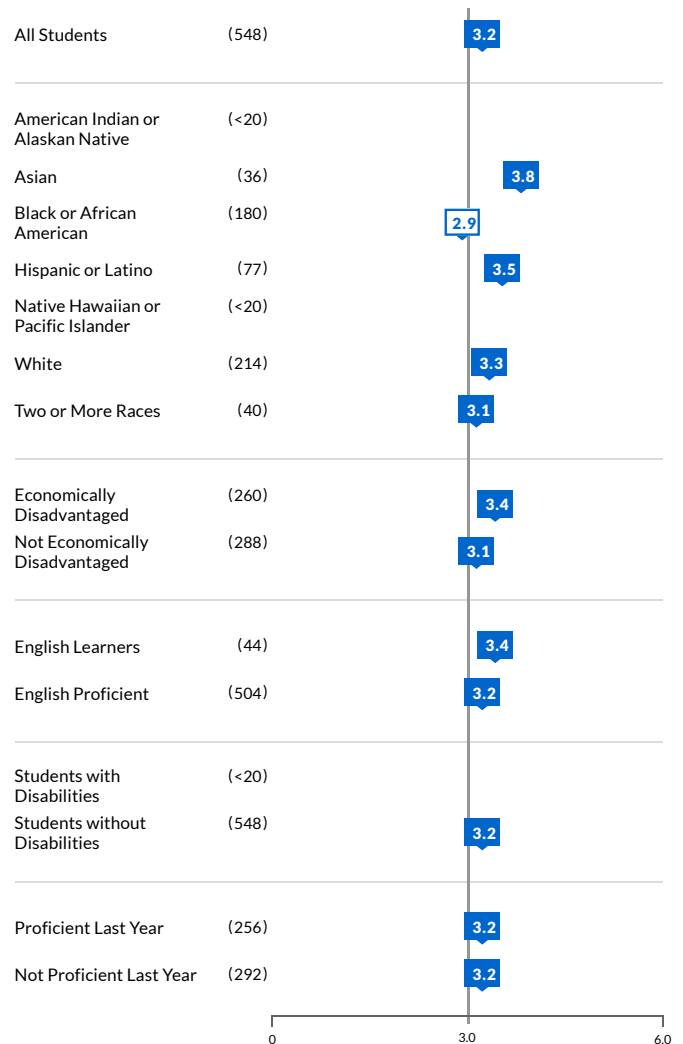 All Students (548) 3.2
American Indian or (<20)
Alaskan Native
Asian (36) 3.8
Black or African (180) 2.9
American
Hispanic or Latino (77) 3.5
Native Hawaiian or (<20)
Pacific Islander
White (214) 3.3
Two or More Races (40) 3.1
Economically (260) 3.4
Disadvantaged
Not Economically (288) 3.1
Disadvantaged
English Learners (44) 3.4
English Proficient (504) 3.2
Students with (<20)
Disabilities
Students without (548) 3.2
Disabilities
Proficient Last Year (256) 3.2
Not Proficient Last Year (292) 3.2
0 3.0 6.0